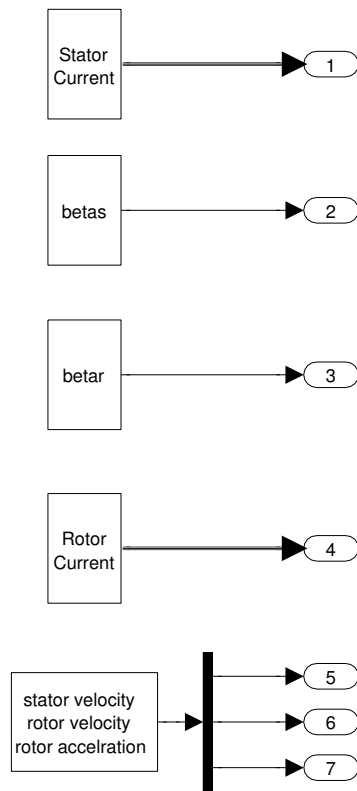 Stator
Current
1
betas
2
betar
3
Rotor
Current
4
stator velocity
rotor velocity
rotor accelration
5
6
7